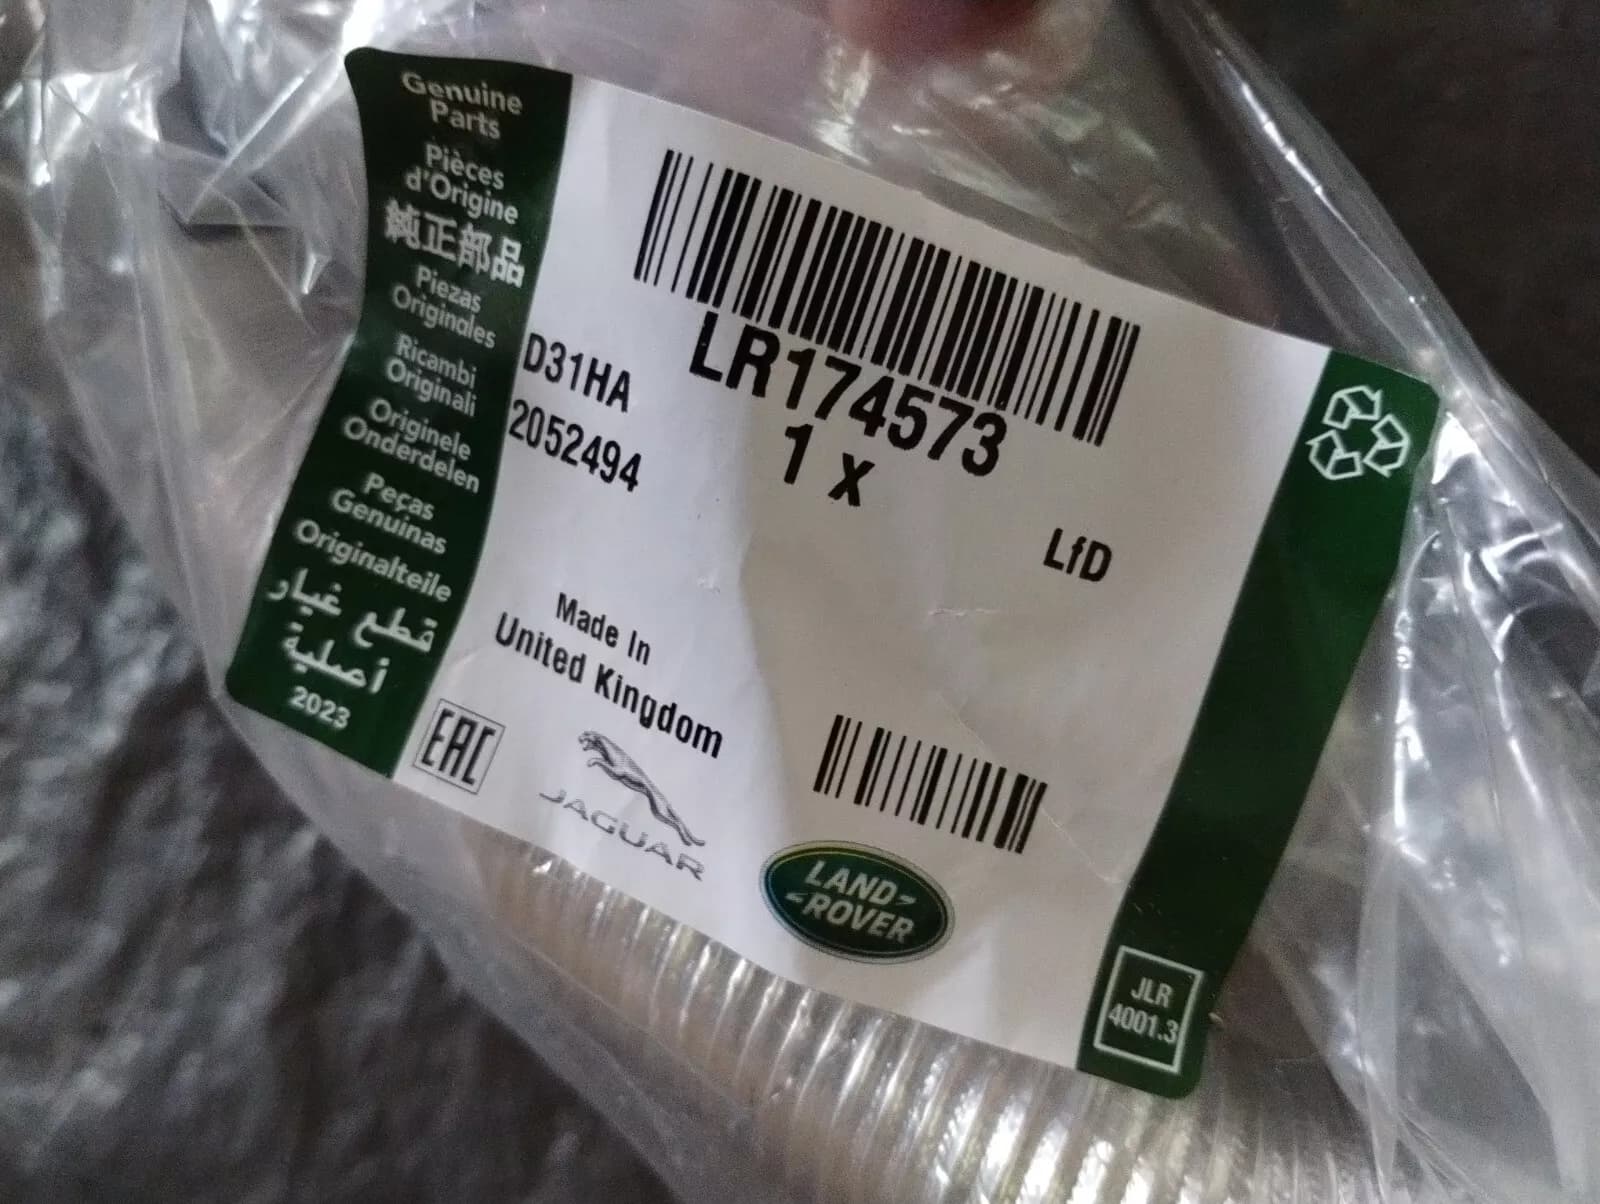 Genuine
Parts
Pièces
d'Origine
純正部品
Piezas
Originales
Ricambi
Originali
Originele
Onderdelen
Peças
Genuínas
Originalteile
قطع غيار
أصلية
2023
LR174573
1 x
D31HA
2052494
LfD
Made In
United Kingdom
EAC
JAGUAR
LAND-
-ROVER
JLR
4001.3